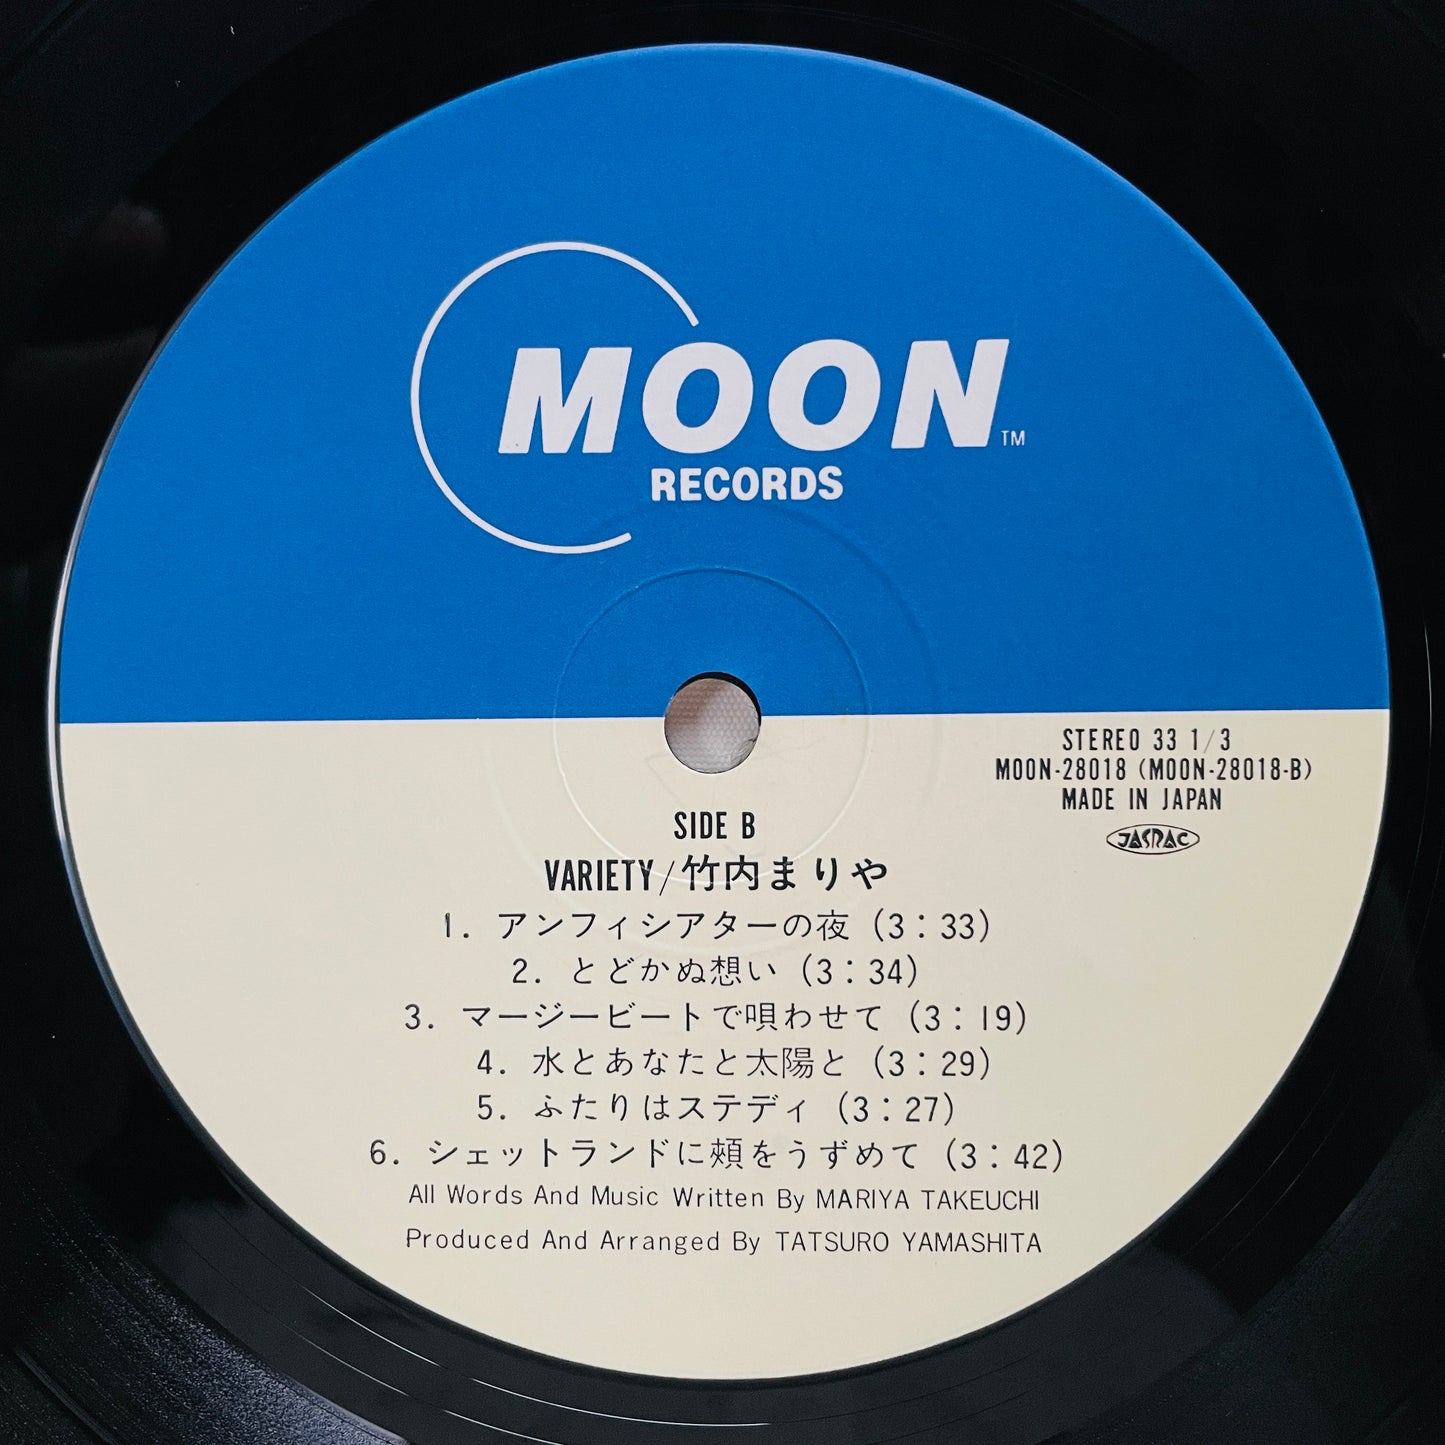 MOON TM
RECORDS
STEREO 33 1/3
MOON-28018 (MOON-28018-B)
MADE IN JAPAN
JASRAC
SIDE B
VARIETY/竹内まりや
1. アンフィシアターの夜 (3：33)
2. とどかぬ想い (3：34)
3. マージービートで唄わせて (3：19)
4. 水とあなたと太陽と (3：29)
5. ふたりはステディ (3：27)
6. シェットランドに頰をうずめて (3：42)
All Words And Music Written By MARIYA TAKEUCHI
Produced And Arranged By TATSURO YAMASHITA